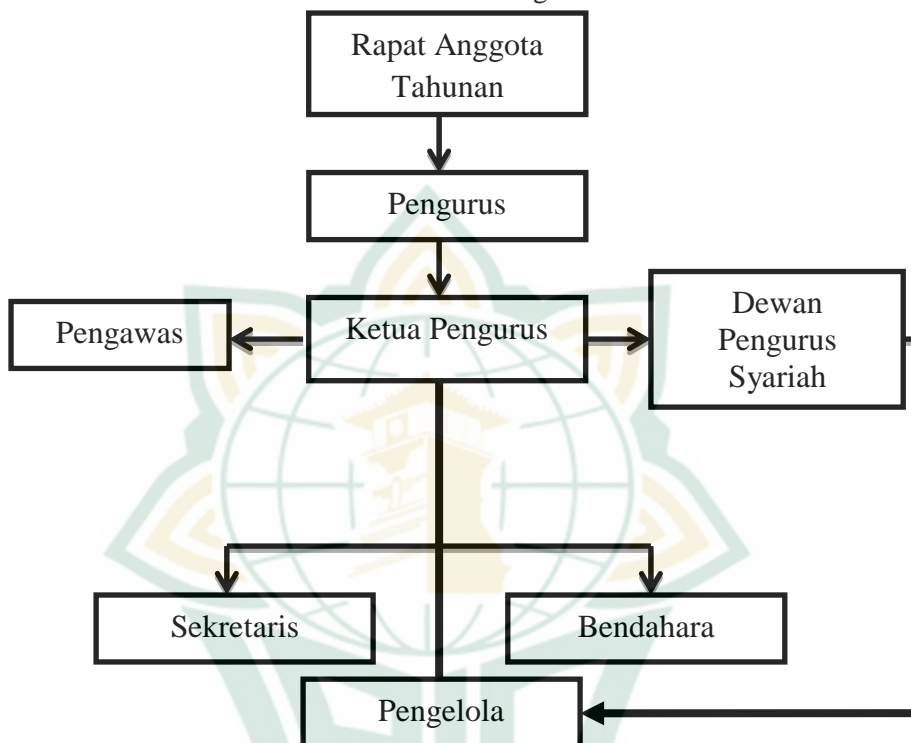 Rapat Anggota
Tahunan
Pengurus
Pengawas
Ketua Pengurus
Dewan
Pengurus
Syariah
Sekretaris
Bendahara
Pengelola